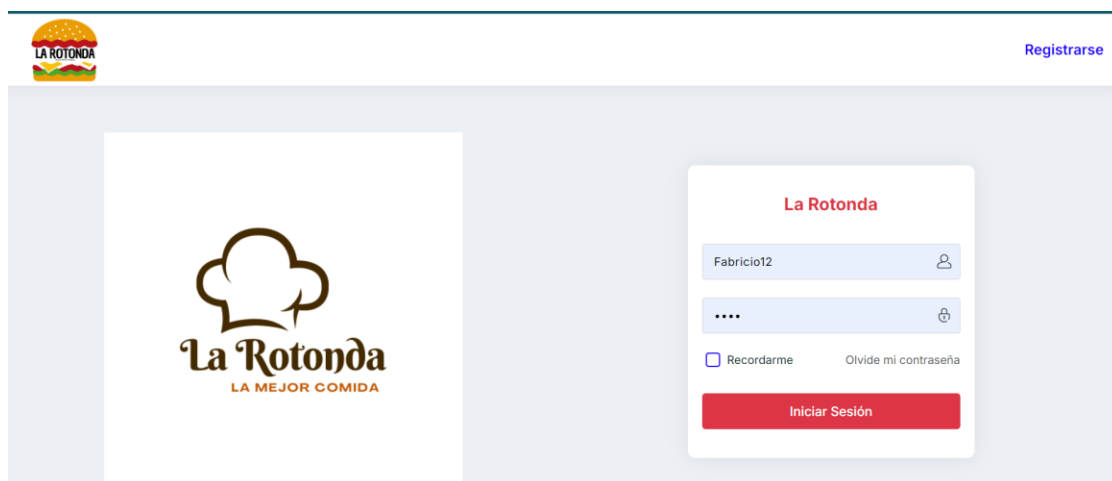 LA ROTONDA
Registrarse
La Rotonda
LA MEJOR COMIDA
La Rotonda
Fabricio12
••••
Recordarme
Olvide mi contraseña
Iniciar Sesión